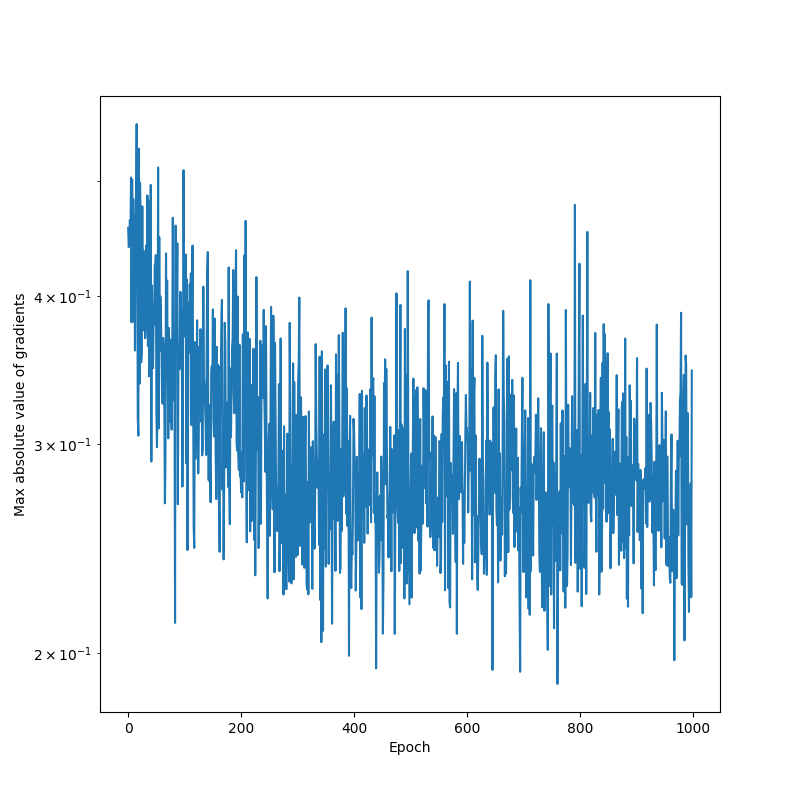 Max absolute value of gradients
4 × 10⁻¹
3 × 10⁻¹
2 × 10⁻¹
0 200 400 600 800 1000
Epoch